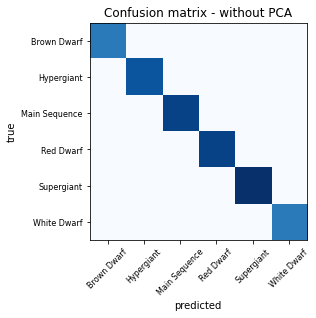 Confusion matrix - without PCA
true
Brown Dwarf
Hypergiant
Main Sequence
Red Dwarf
Supergiant
White Dwarf
Brown Dwarf
Hypergiant
Main Sequence
Red Dwarf
Supergiant
White Dwarf
predicted